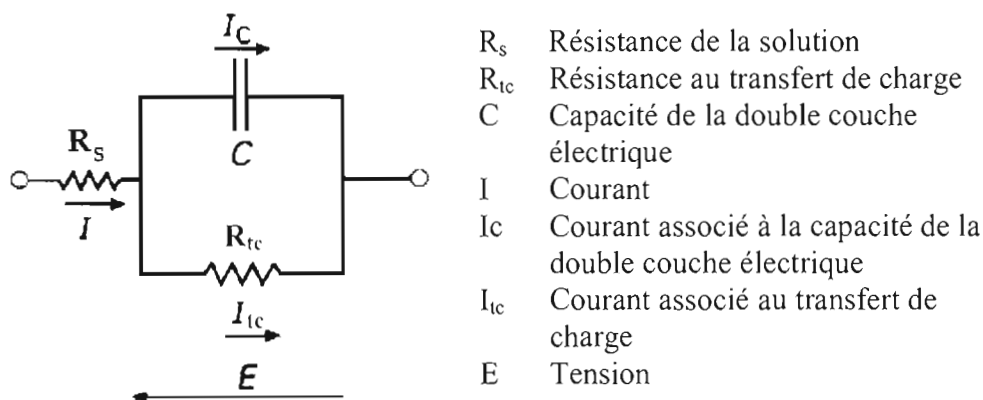 I_C
C
R_s
I
R_tc
I_tc
E
R_s Résistance de la solution
R_tc Résistance au transfert de charge
C Capacité de la double couche
électrique
I Courant
Ic Courant associé à la capacité de la
double couche électrique
I_tc Courant associé au transfert de
charge
E Tension